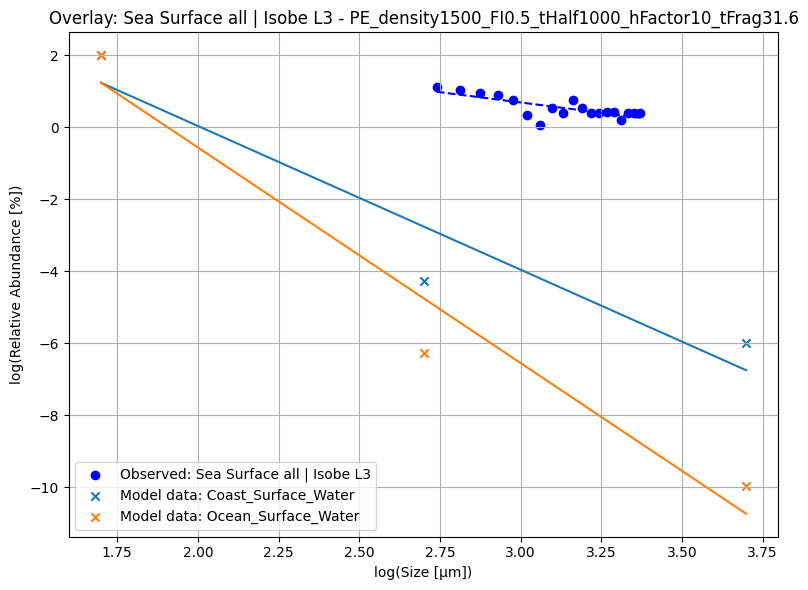 Overlay: Sea Surface all | Isobe L3 - PE_density1500_FI0.5_tHalf1000_hFactor10_tFrag31.6
log(Relative Abundance [%])
2
0
−2
−4
−6
−8
−10
Observed: Sea Surface all | Isobe L3
Model data: Coast_Surface_Water
Model data: Ocean_Surface_Water
1.75 2.00 2.25 2.50 2.75 3.00 3.25 3.50 3.75
log(Size [μm])